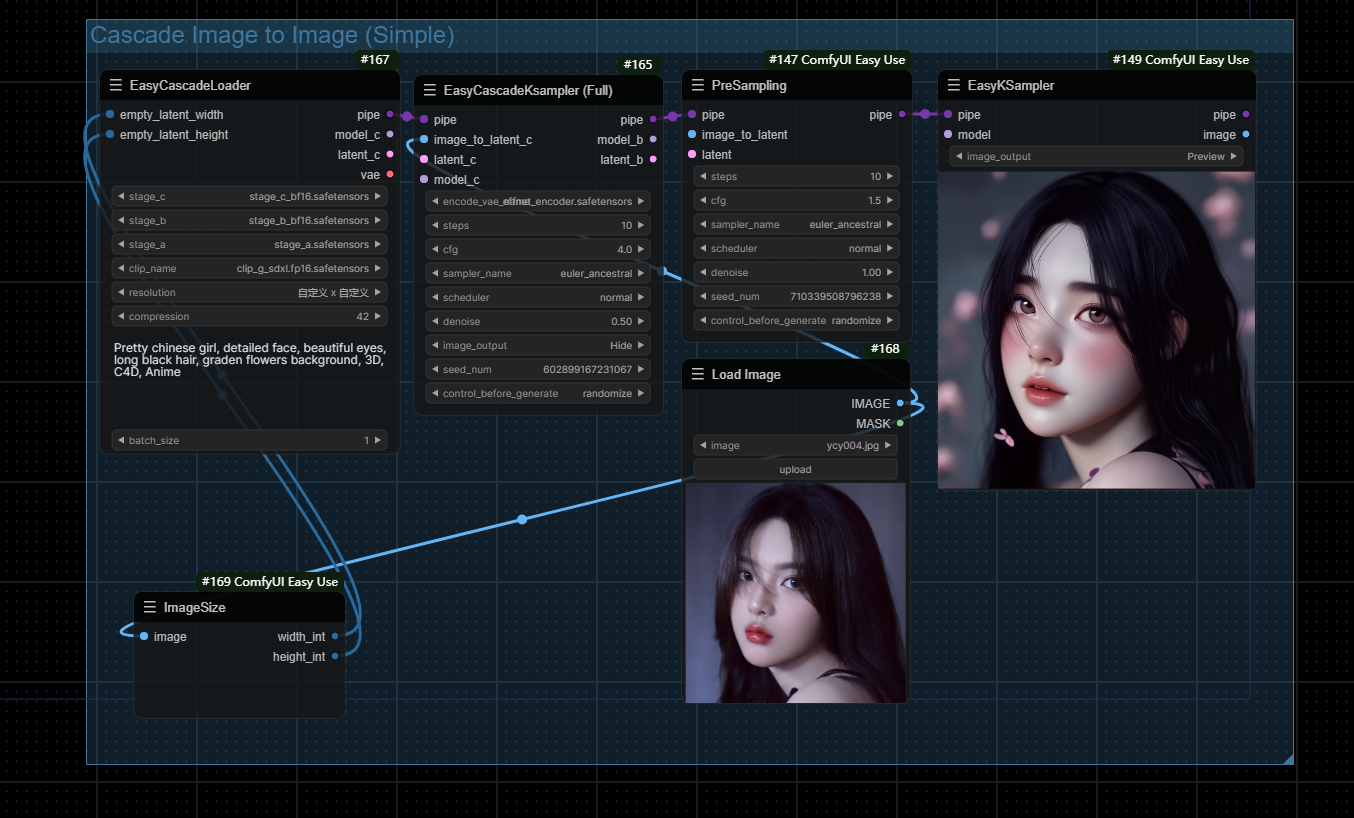 Cascade Image to Image (Simple)
#167
EasyCascadeLoader
empty_latent_width
pipe
empty_latent_height
model_c
latent_c
vae
stage_c stage_c_bf16.safetensors
stage_b stage_b_bf16.safetensors
stage_a stage_a.safetensors
clip_name clip_g_sdxl.fp16.safetensors
resolution 自定义 x 自定义
compression 42
Pretty chinese girl, detailed face, beautiful eyes,
long black hair, graden flowers background, 3D,
C4D, Anime
batch_size 1
#165
EasyCascadeKsampler (Full)
pipe pipe
image_to_latent_c model_b
latent_c latent_b
model_c
encode_vae_ encoder.safetensors
steps 10
cfg 4.0
sampler_name euler_ancestral
scheduler normal
denoise 0.50
image_output Hide
seed_num 602899167231067
control_before_generate randomize
#147 ComfyUI Easy Use
PreSampling
pipe pipe
image_to_latent
latent
steps 10
cfg 1.5
sampler_name euler_ancestral
scheduler normal
denoise 1.00
seed_num 710339508796238
control_before_generate randomize
#168
Load Image
IMAGE
MASK
image ycy004.jpg
upload
#149 ComfyUI Easy Use
EasyKSampler
pipe pipe
model image
image_output Preview
#169 ComfyUI Easy Use
ImageSize
image width_int
height_int